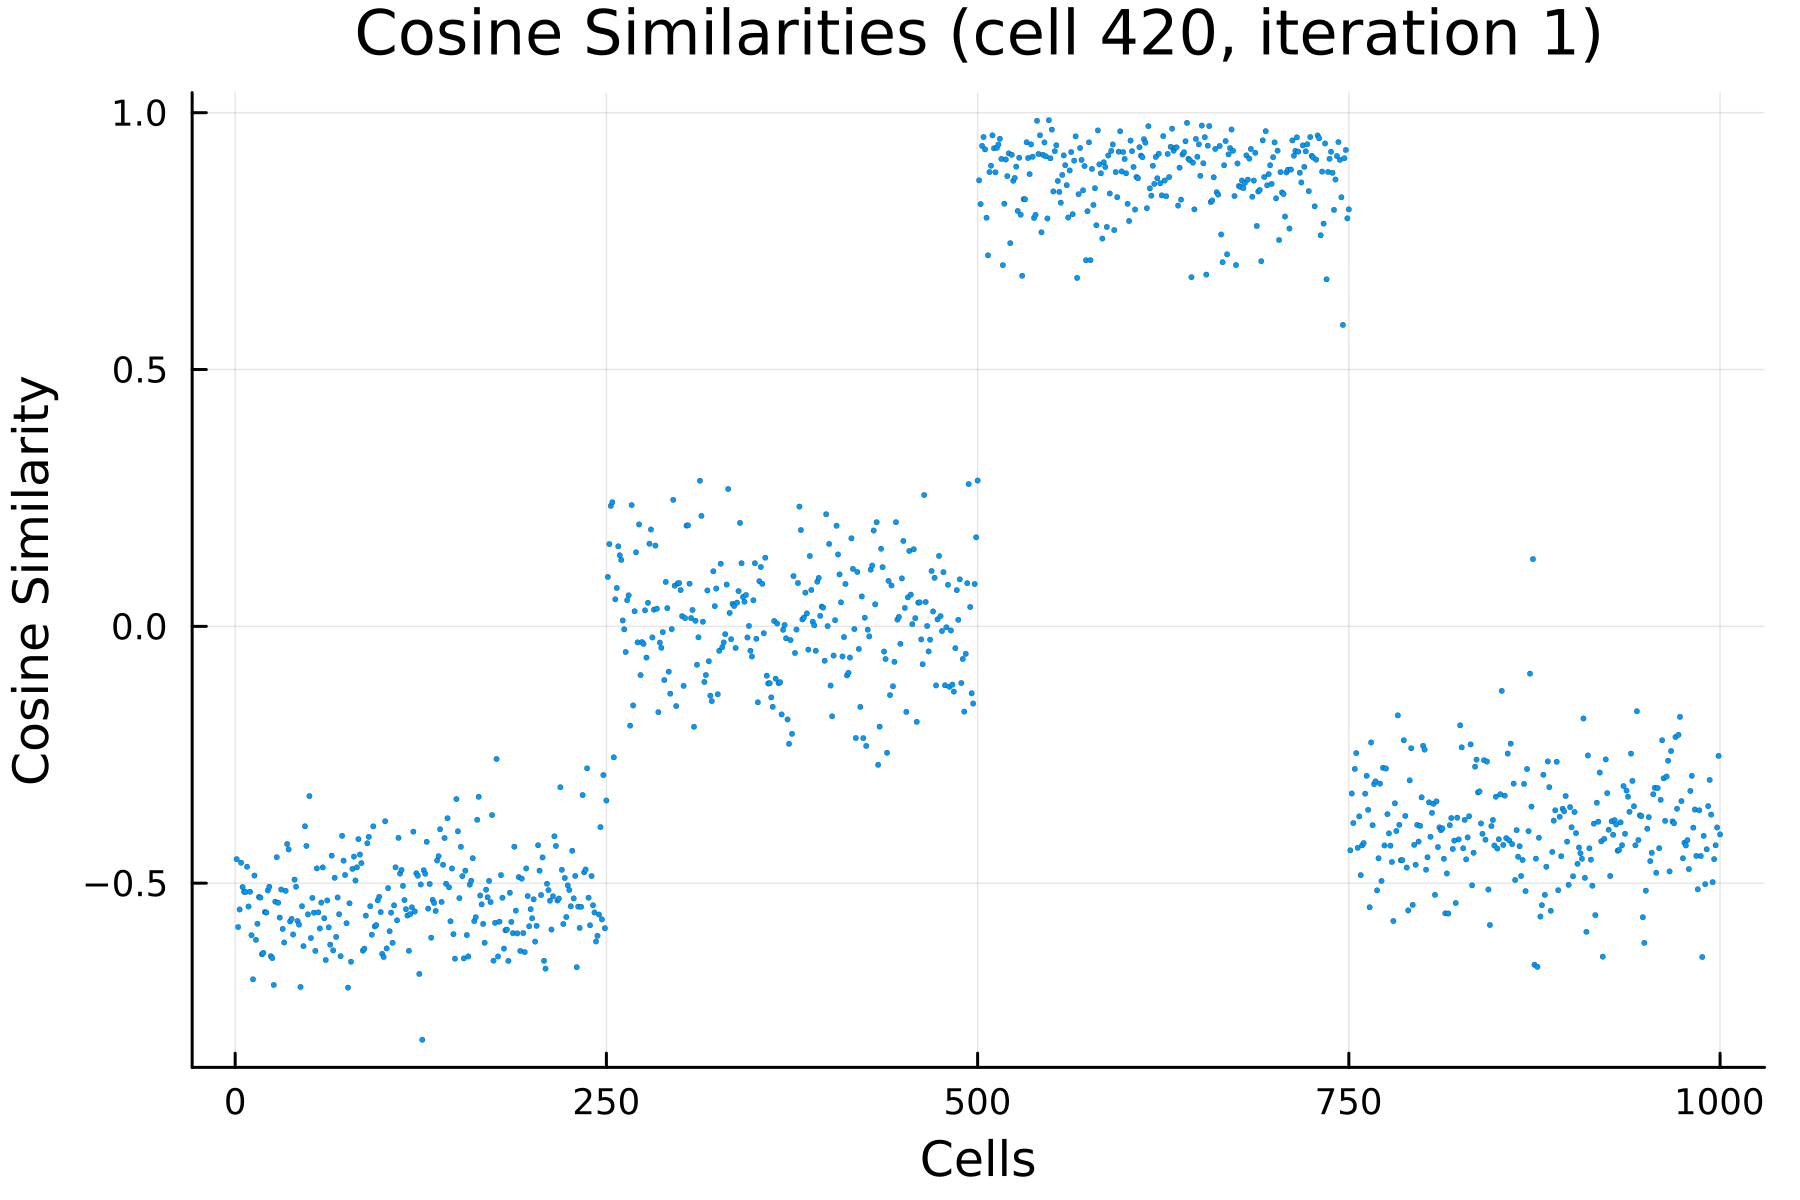 Cosine Similarities (cell 420, iteration 1)
1.0
0.5
0.0
−0.5
Cosine Similarity
0 250 500 750 1000
Cells